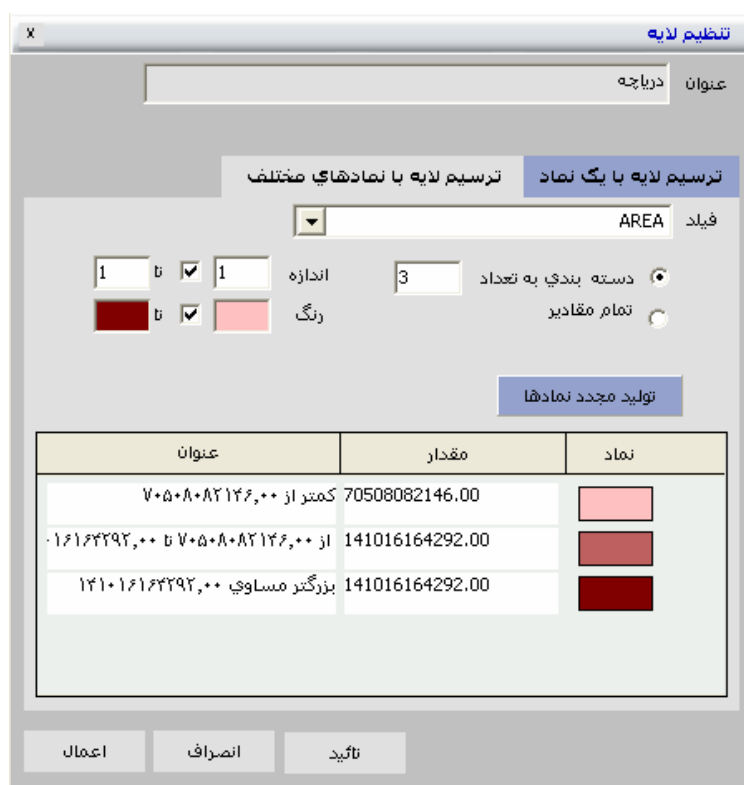 تنظیم لایه X
عنوان دریاچه
ترسیم لایه با یک نماد ترسیم لایه با نمادهاي مختلف
فیلد AREA
دسته بندي به تعداد 3 اندازه 1 تا 1
تمام مقادیر رنگ تا
تولید مجدد نمادها
نماد مقدار عنوان
70508082146.00 کمتر از ۷۰۵۰۸۰۸۲۱۴۶,۰۰
141016164292.00 از ۷۰۵۰۸۰۸۲۱۴۶,۰۰ تا ۰۱۶۱۶۴۲۹۲,۰۰
141016164292.00 بزرگتر مساوي ۱۴۱۰۱۶۱۶۴۲۹۲,۰۰
تائید انصراف اعمال